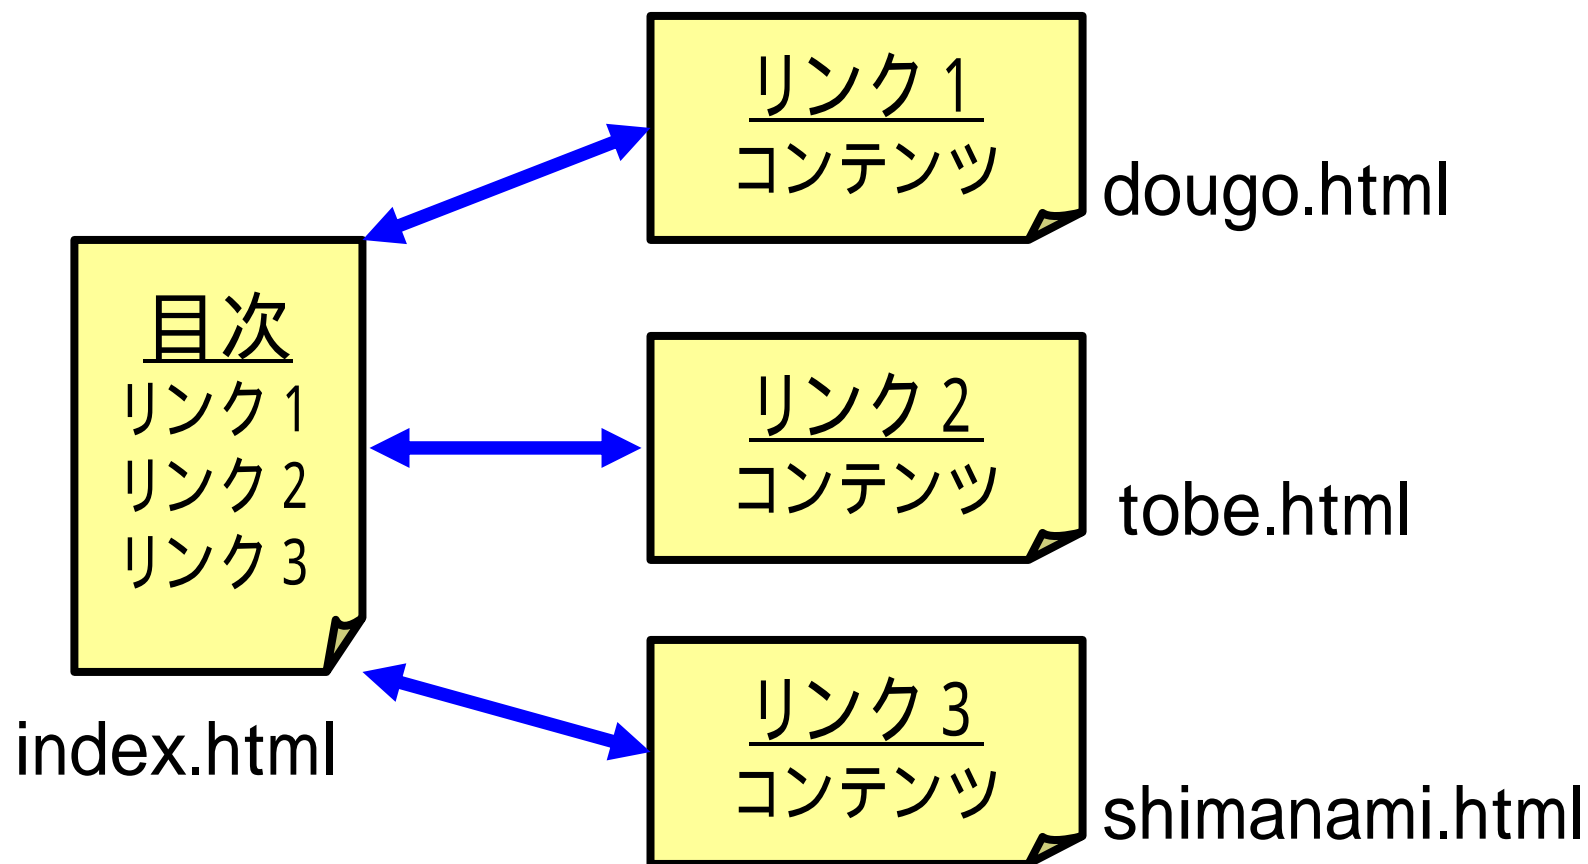 リンク1
コンテンツ
dougo.html
目次
リンク1
リンク2
リンク3
index.html
リンク2
コンテンツ
tobe.html
リンク3
コンテンツ
shimanami.html